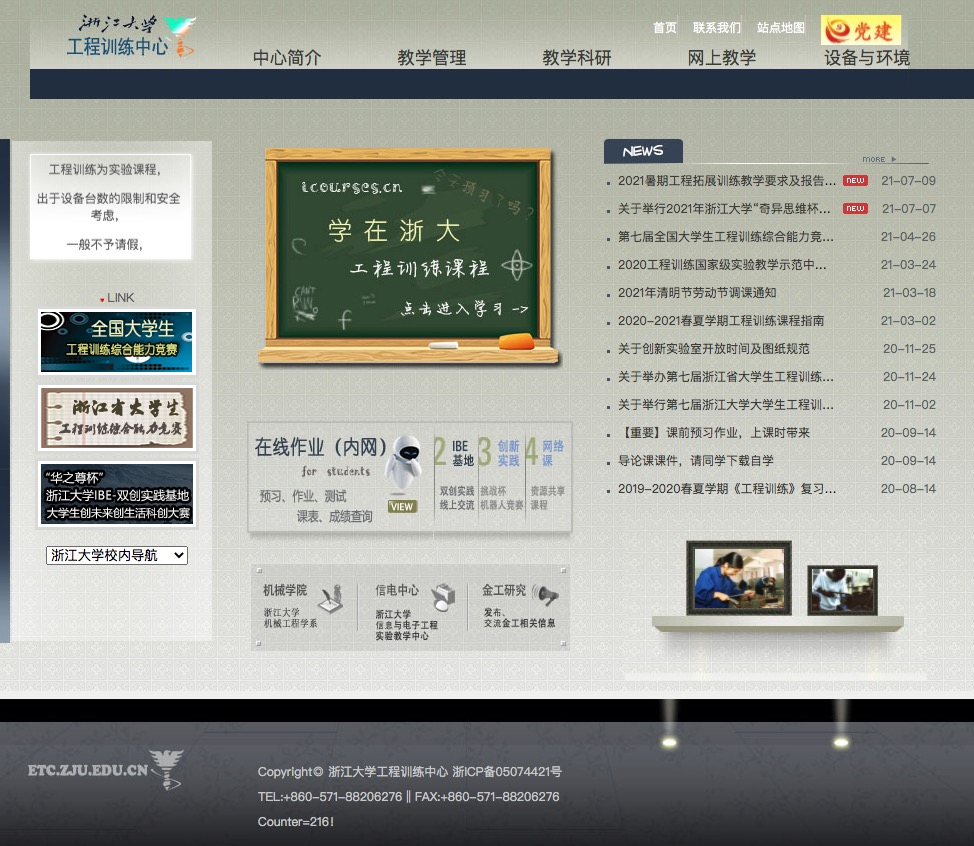 浙江大学
工程训练中心
首页 联系我们 站点地图
党建
中心简介 教学管理 教学科研 网上教学 设备与环境
工程训练为实验课程，
出于设备台数的限制和安全
考虑，
一般不予请假，
LINK
全国大学生
工程训练综合能力竞赛
浙江省大学生
工程训练综合能力竞赛
“华之尊杯”
浙江大学IBE-双创实践基地
大学生创未来创生活科创大赛
浙江大学校内导航
icourses.cn
今天预习了吗？
学在浙大
工程训练课程
点击进入学习 -->
在线作业（内网）
for students
预习、作业、测试
课表、成绩查询
VIEW
2 IBE
基地
双创实践
线上交流
3 创新
实践
挑战杯
机器人竞赛
4 网络
课
资源共享
课程
机械学院
浙江大学
机械工程学系
信电中心
浙江大学
信息与电子工程
实验教学中心
金工研究
发布、
交流金工相关信息
NEWS
MORE
2021暑期工程拓展训练教学要求及报告... NEW 21-07-09
关于举行2021年浙江大学“奇异思维杯... NEW 21-07-07
第七届全国大学生工程训练综合能力竞... 21-04-26
2020工程训练国家级实验教学示范中... 21-03-24
2021年清明节劳动节调课通知 21-03-18
2020-2021春夏学期工程训练课程指南 21-03-02
关于创新实验室开放时间及图纸规范 20-11-25
关于举办第七届浙江省大学生工程训练... 20-11-24
关于举行第七届浙江大学大学生工程训... 20-11-02
【重要】课前预习作业，上课时带来 20-09-14
导论课课件，请同学下载自学 20-09-14
2019-2020春夏学期《工程训练》复习... 20-08-14
ETC.ZJU.EDU.CN
Copyright© 浙江大学工程训练中心 浙ICP备05074421号
TEL:+860-571-88206276 || FAX:+860-571-88206276
Counter=216!